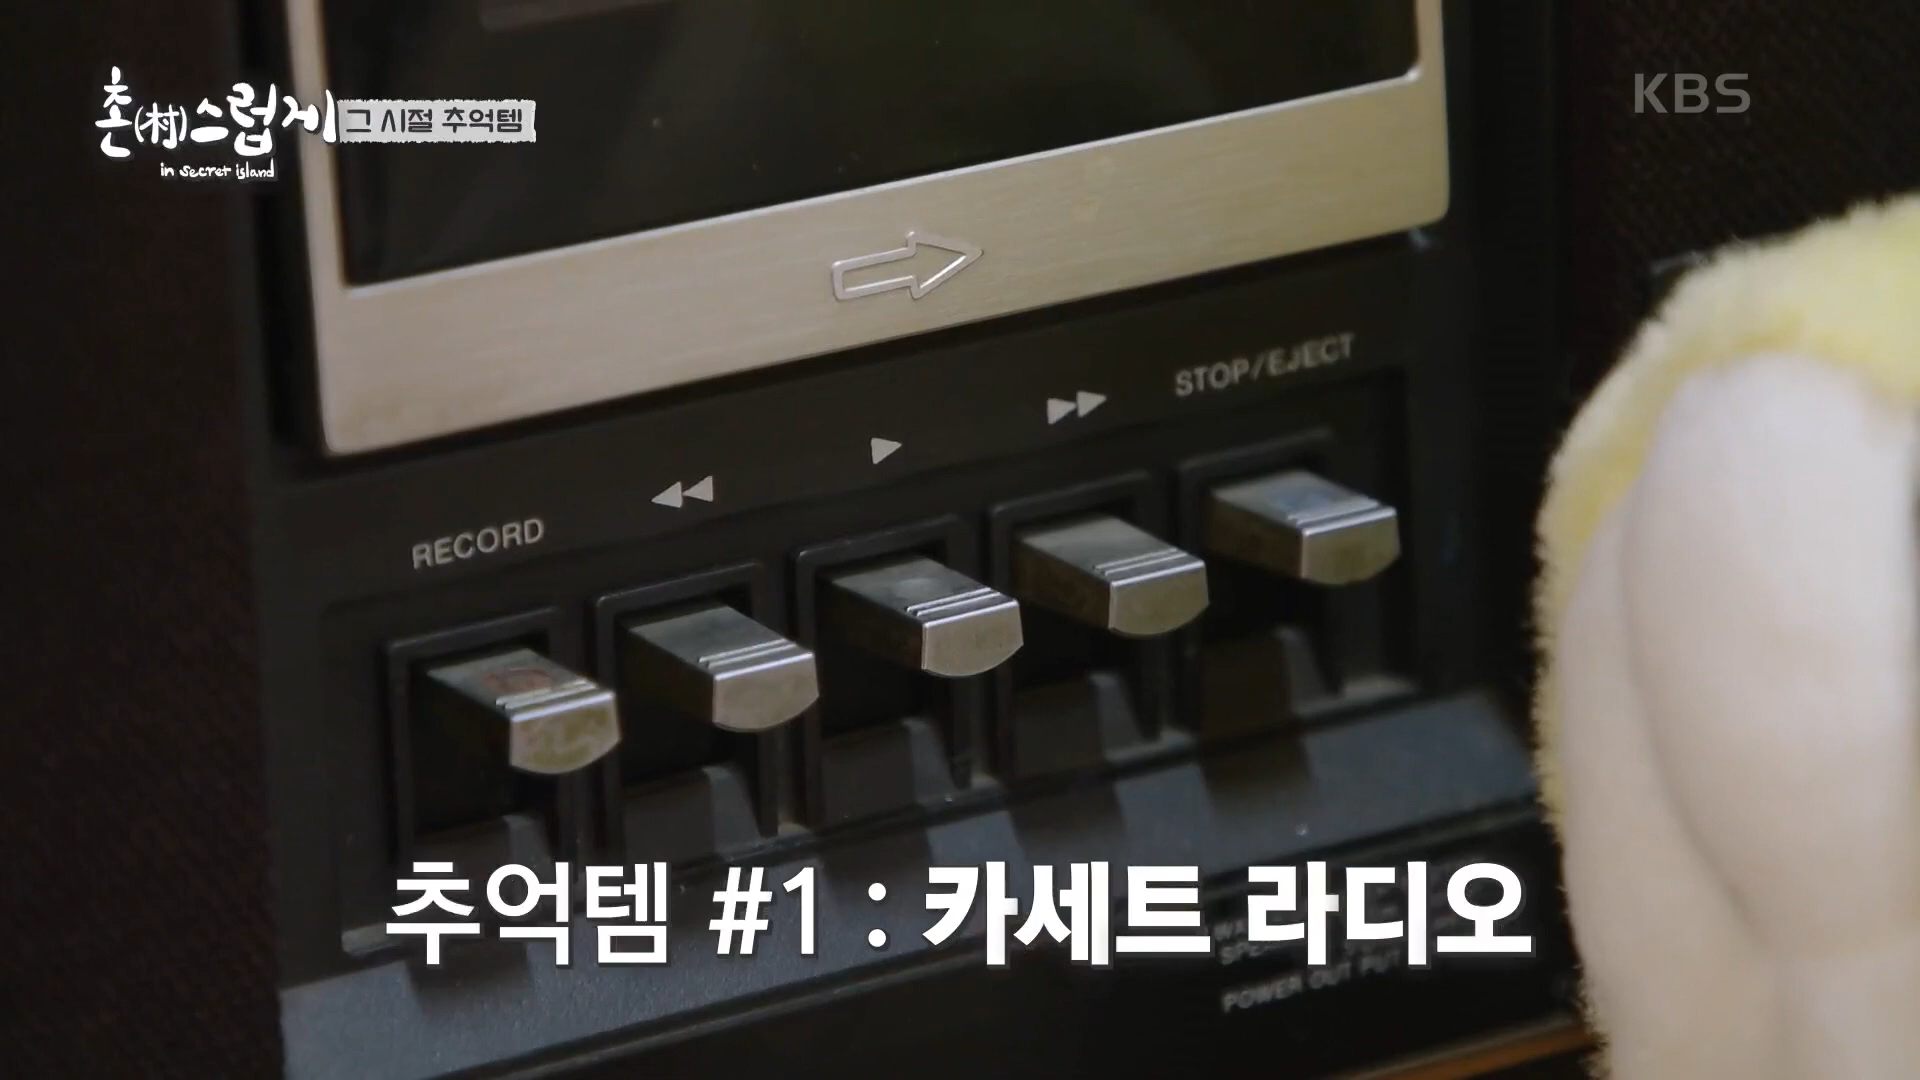 촌(村)스럽게
in secret island
그 시절 추억템
KBS
STOP/EJECT
RECORD
추억템 #1 : 카세트 라디오
POWER OUT PUT